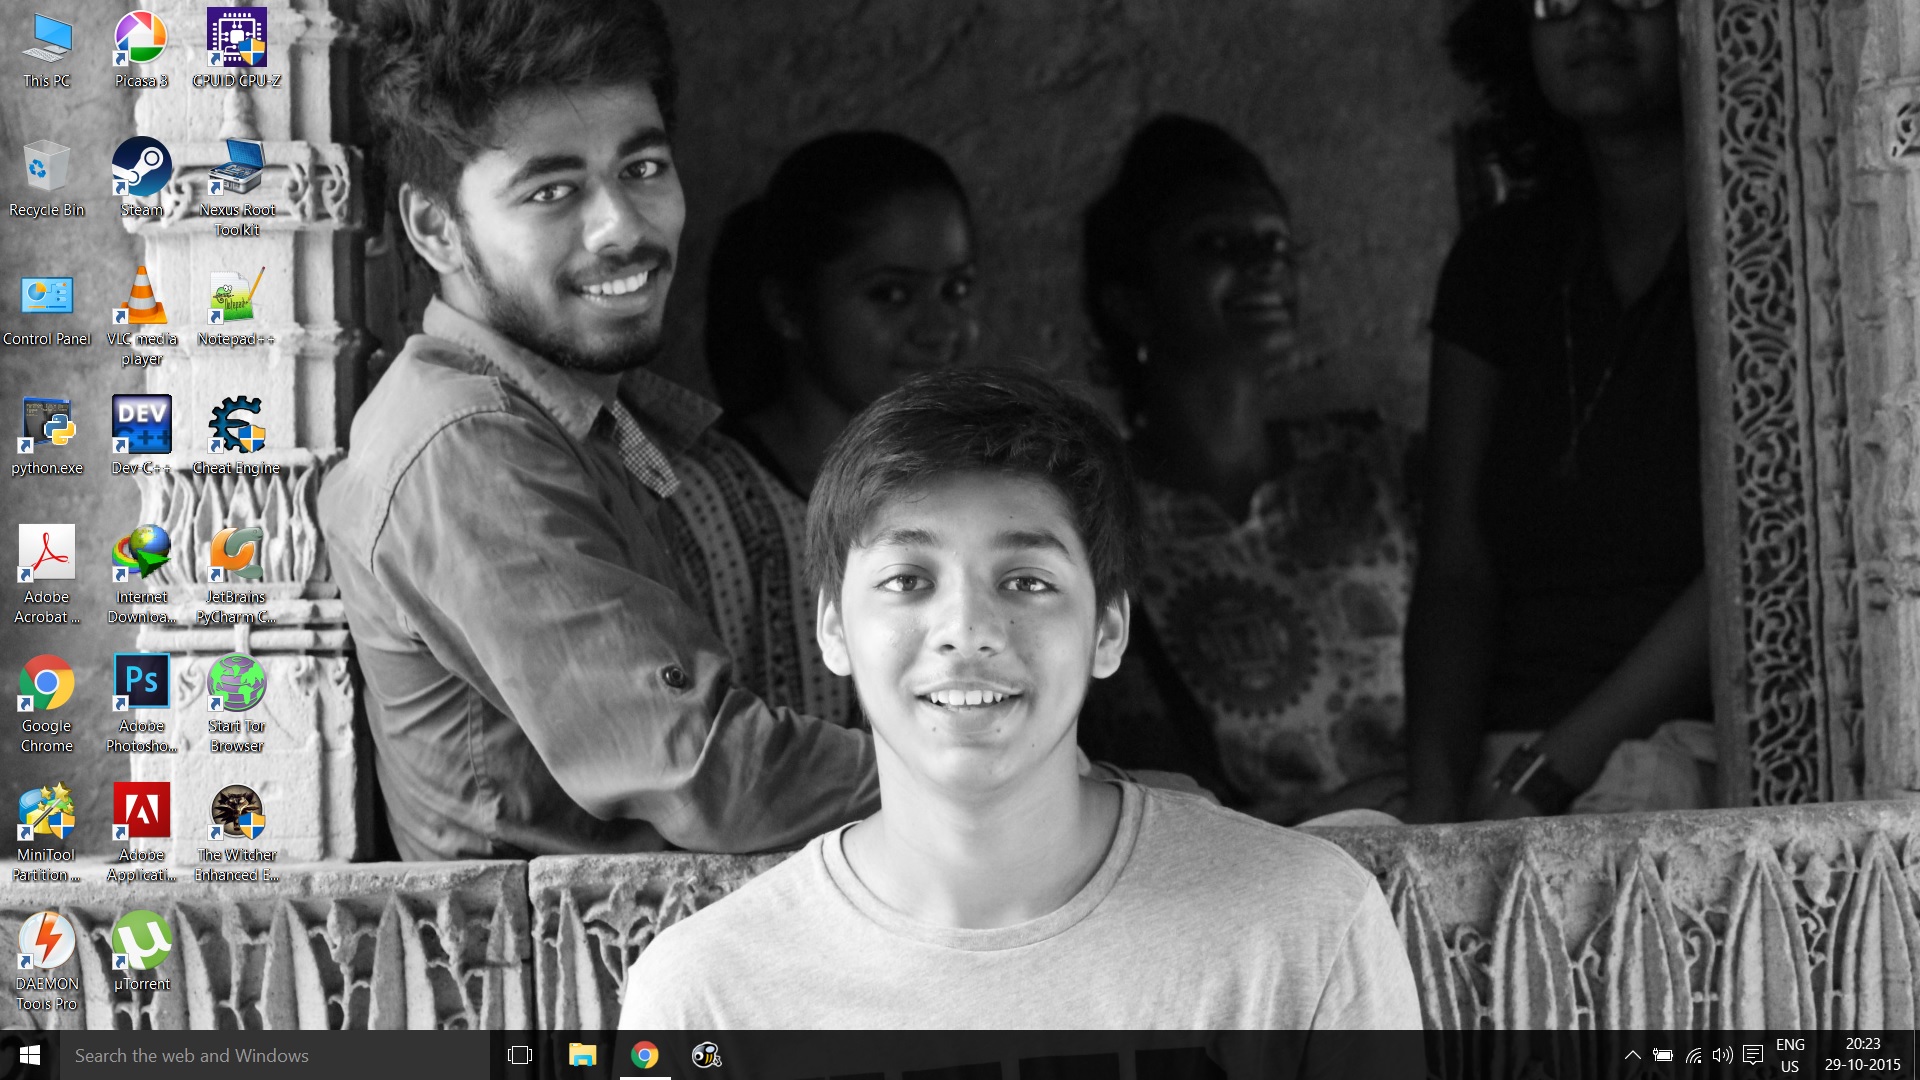 This PC
Picasa 3
CPUID CPU-Z
Recycle Bin
Steam
Nexus Root
Toolkit
Control Panel
VLC media
player
Notepad++
python.exe
DEV
C++
Dev-C++
Cheat Engine
Adobe
Acrobat ...
Internet
Downloa...
JetBrains
PyCharm C...
Google
Chrome
Ps
Adobe
Photosho...
Start Tor
Browser
MiniTool
Partition ...
Adobe
Applicati...
The Witcher
Enhanced E...
DAEMON
Tools Pro
µTorrent
Search the web and Windows
ENG
US
20:23
29-10-2015